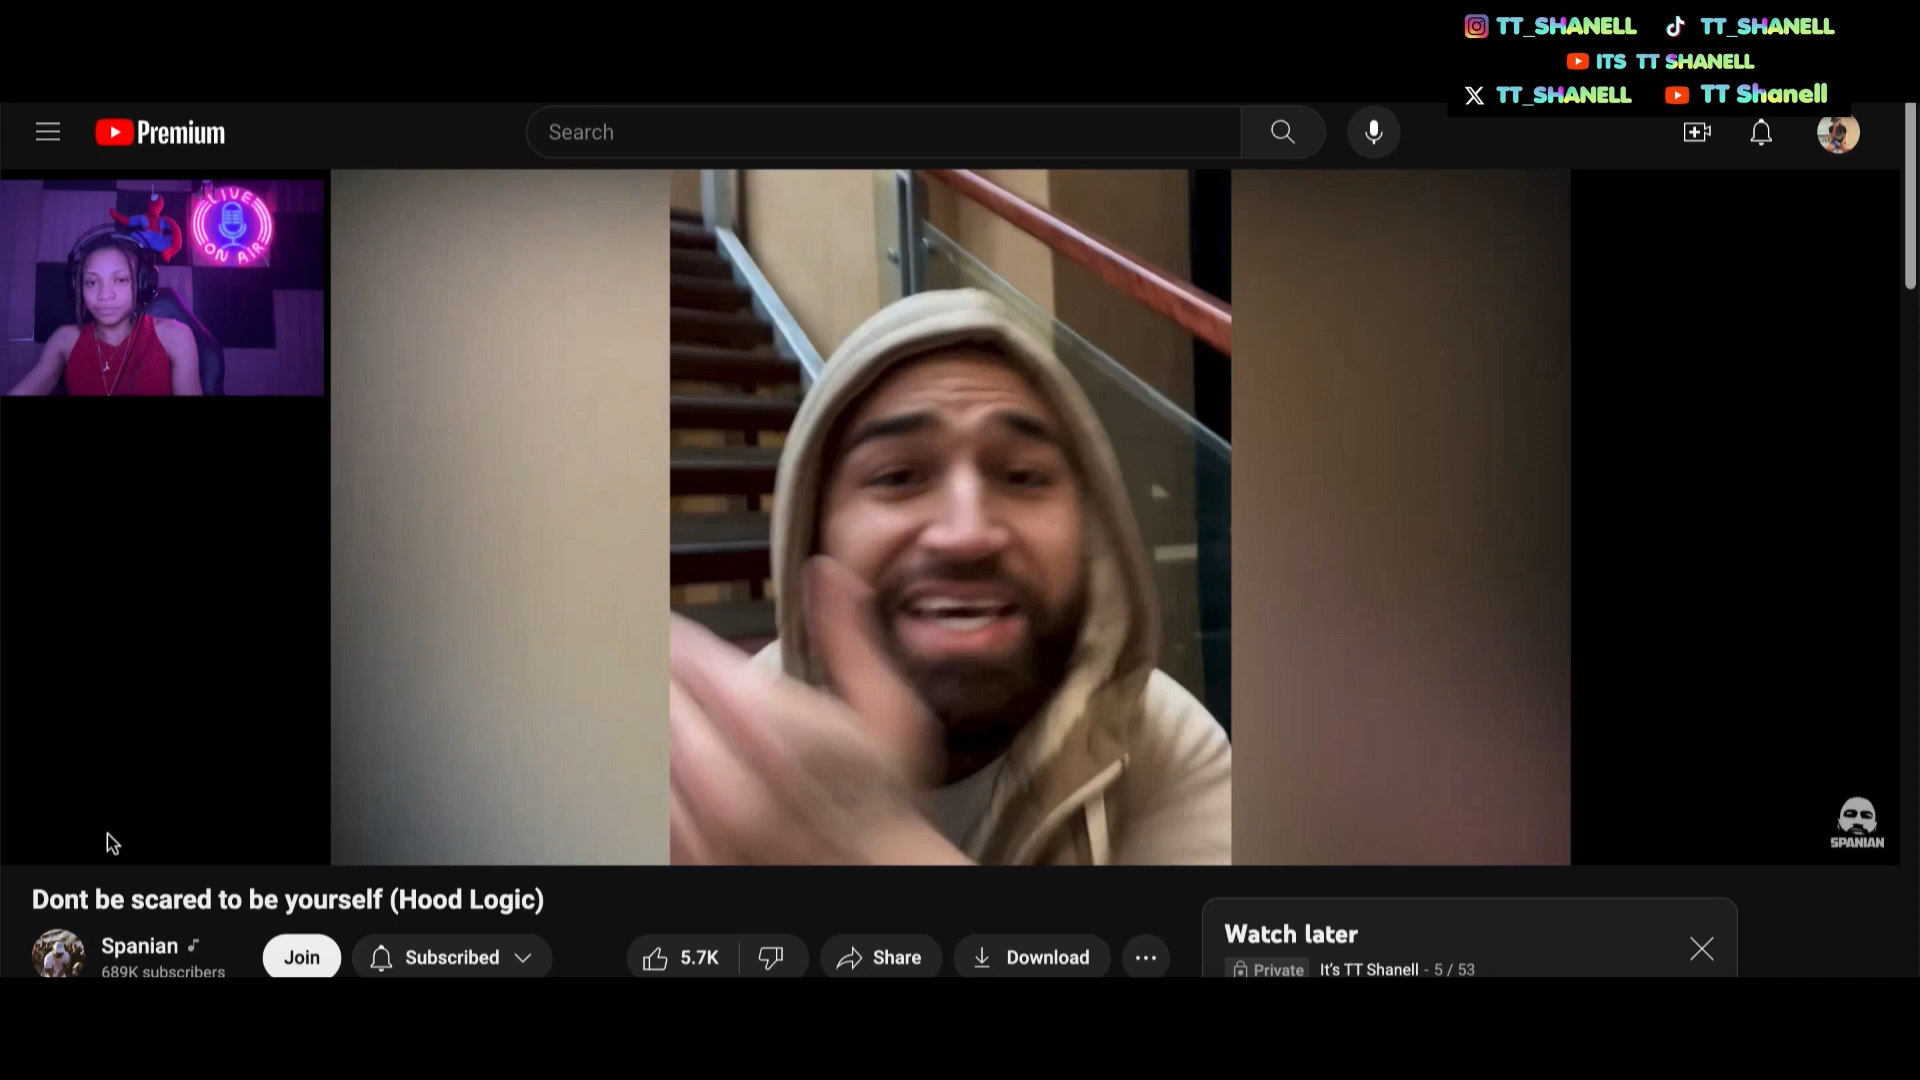 TT_SHANELL TT_SHANELL
ITS TT SHANELL
TT_SHANELL TT Shanell
Premium
Search
LIVE
ON AIR
SPANIAN
Dont be scared to be yourself (Hood Logic)
Spanian
689K subscribers
Join
Subscribed
5.7K
Share
Download
Watch later
Private It's TT Shanell - 5 / 53